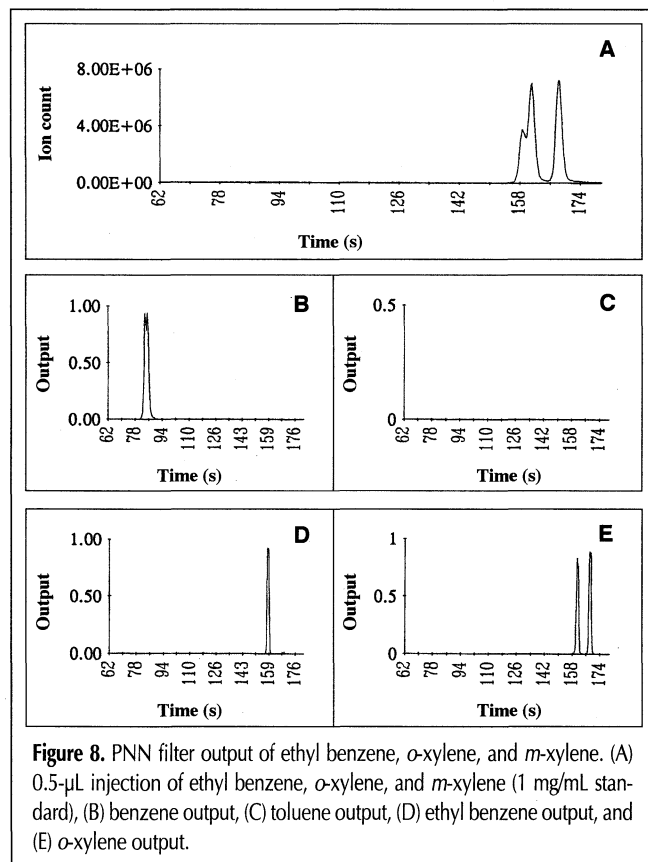 A
8.00E+06
4.00E+06
0.00E+00
Ion count
62
78
94
110
126
142
158
174
Time (s)
B
1.00
0.50
0.00
Output
62
78
94
110
126
143
159
176
Time (s)
C
0.5
0
Output
62
78
94
110
126
142
158
174
Time (s)
D
1.00
0.50
0.00
Output
62
78
94
110
126
143
159
176
Time (s)
E
1
0.5
0
Output
62
78
94
110
126
142
158
174
Time (s)
Figure 8. PNN filter output of ethyl benzene, o-xylene, and m-xylene. (A)
0.5-µL injection of ethyl benzene, o-xylene, and m-xylene (1 mg/mL stan-
dard), (B) benzene output, (C) toluene output, (D) ethyl benzene output, and
(E) o-xylene output.